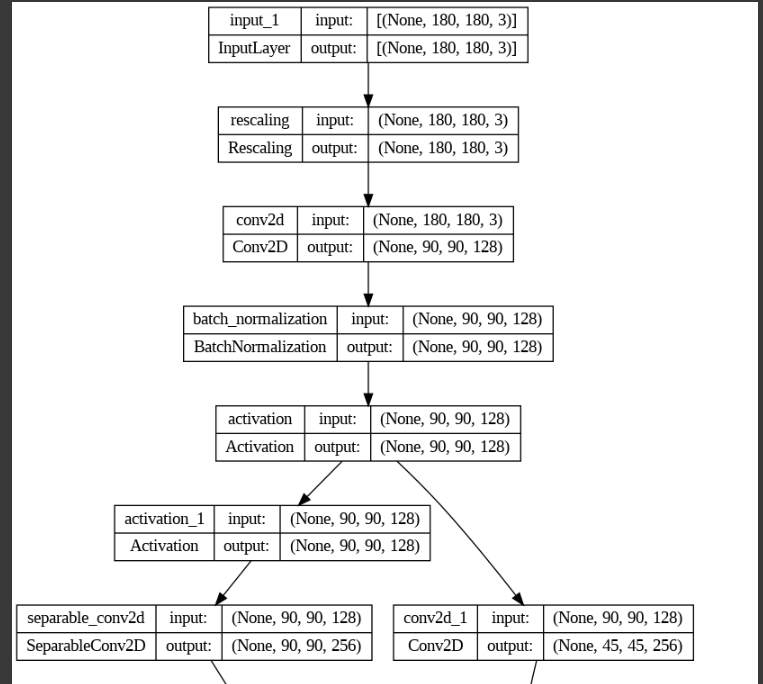 input_1 input: [(None, 180, 180, 3)]
InputLayer output: [(None, 180, 180, 3)]
rescaling input: (None, 180, 180, 3)
Rescaling output: (None, 180, 180, 3)
conv2d input: (None, 180, 180, 3)
Conv2D output: (None, 90, 90, 128)
batch_normalization input: (None, 90, 90, 128)
BatchNormalization output: (None, 90, 90, 128)
activation input: (None, 90, 90, 128)
Activation output: (None, 90, 90, 128)
activation_1 input: (None, 90, 90, 128)
Activation output: (None, 90, 90, 128)
separable_conv2d input: (None, 90, 90, 128)
SeparableConv2D output: (None, 90, 90, 256)
conv2d_1 input: (None, 90, 90, 128)
Conv2D output: (None, 45, 45, 256)